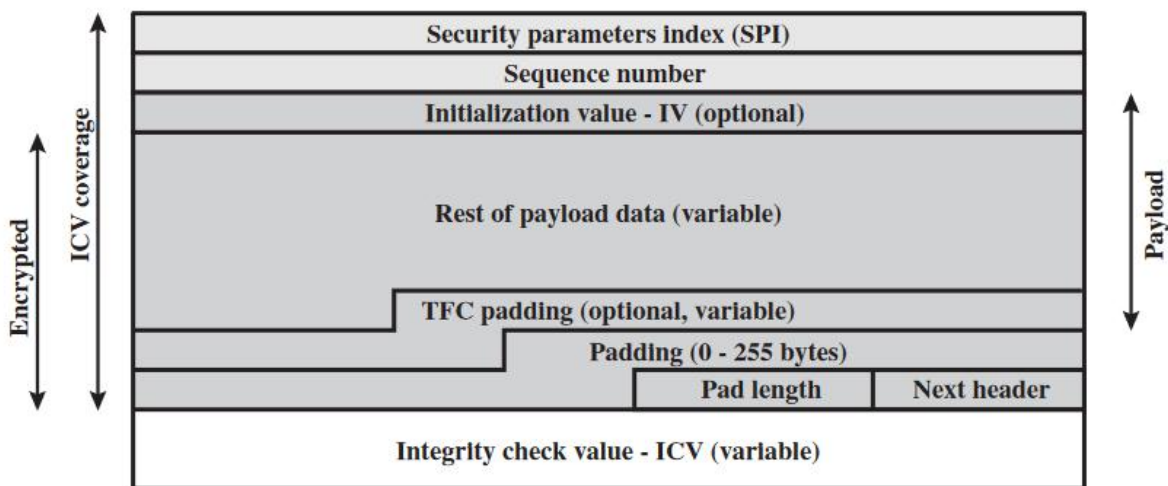 Security parameters index (SPI)
Sequence number
Initialization value - IV (optional)
Rest of payload data (variable)
TFC padding (optional, variable)
Padding (0 - 255 bytes)
Pad length
Next header
Integrity check value - ICV (variable)
Encrypted
ICV coverage
Payload